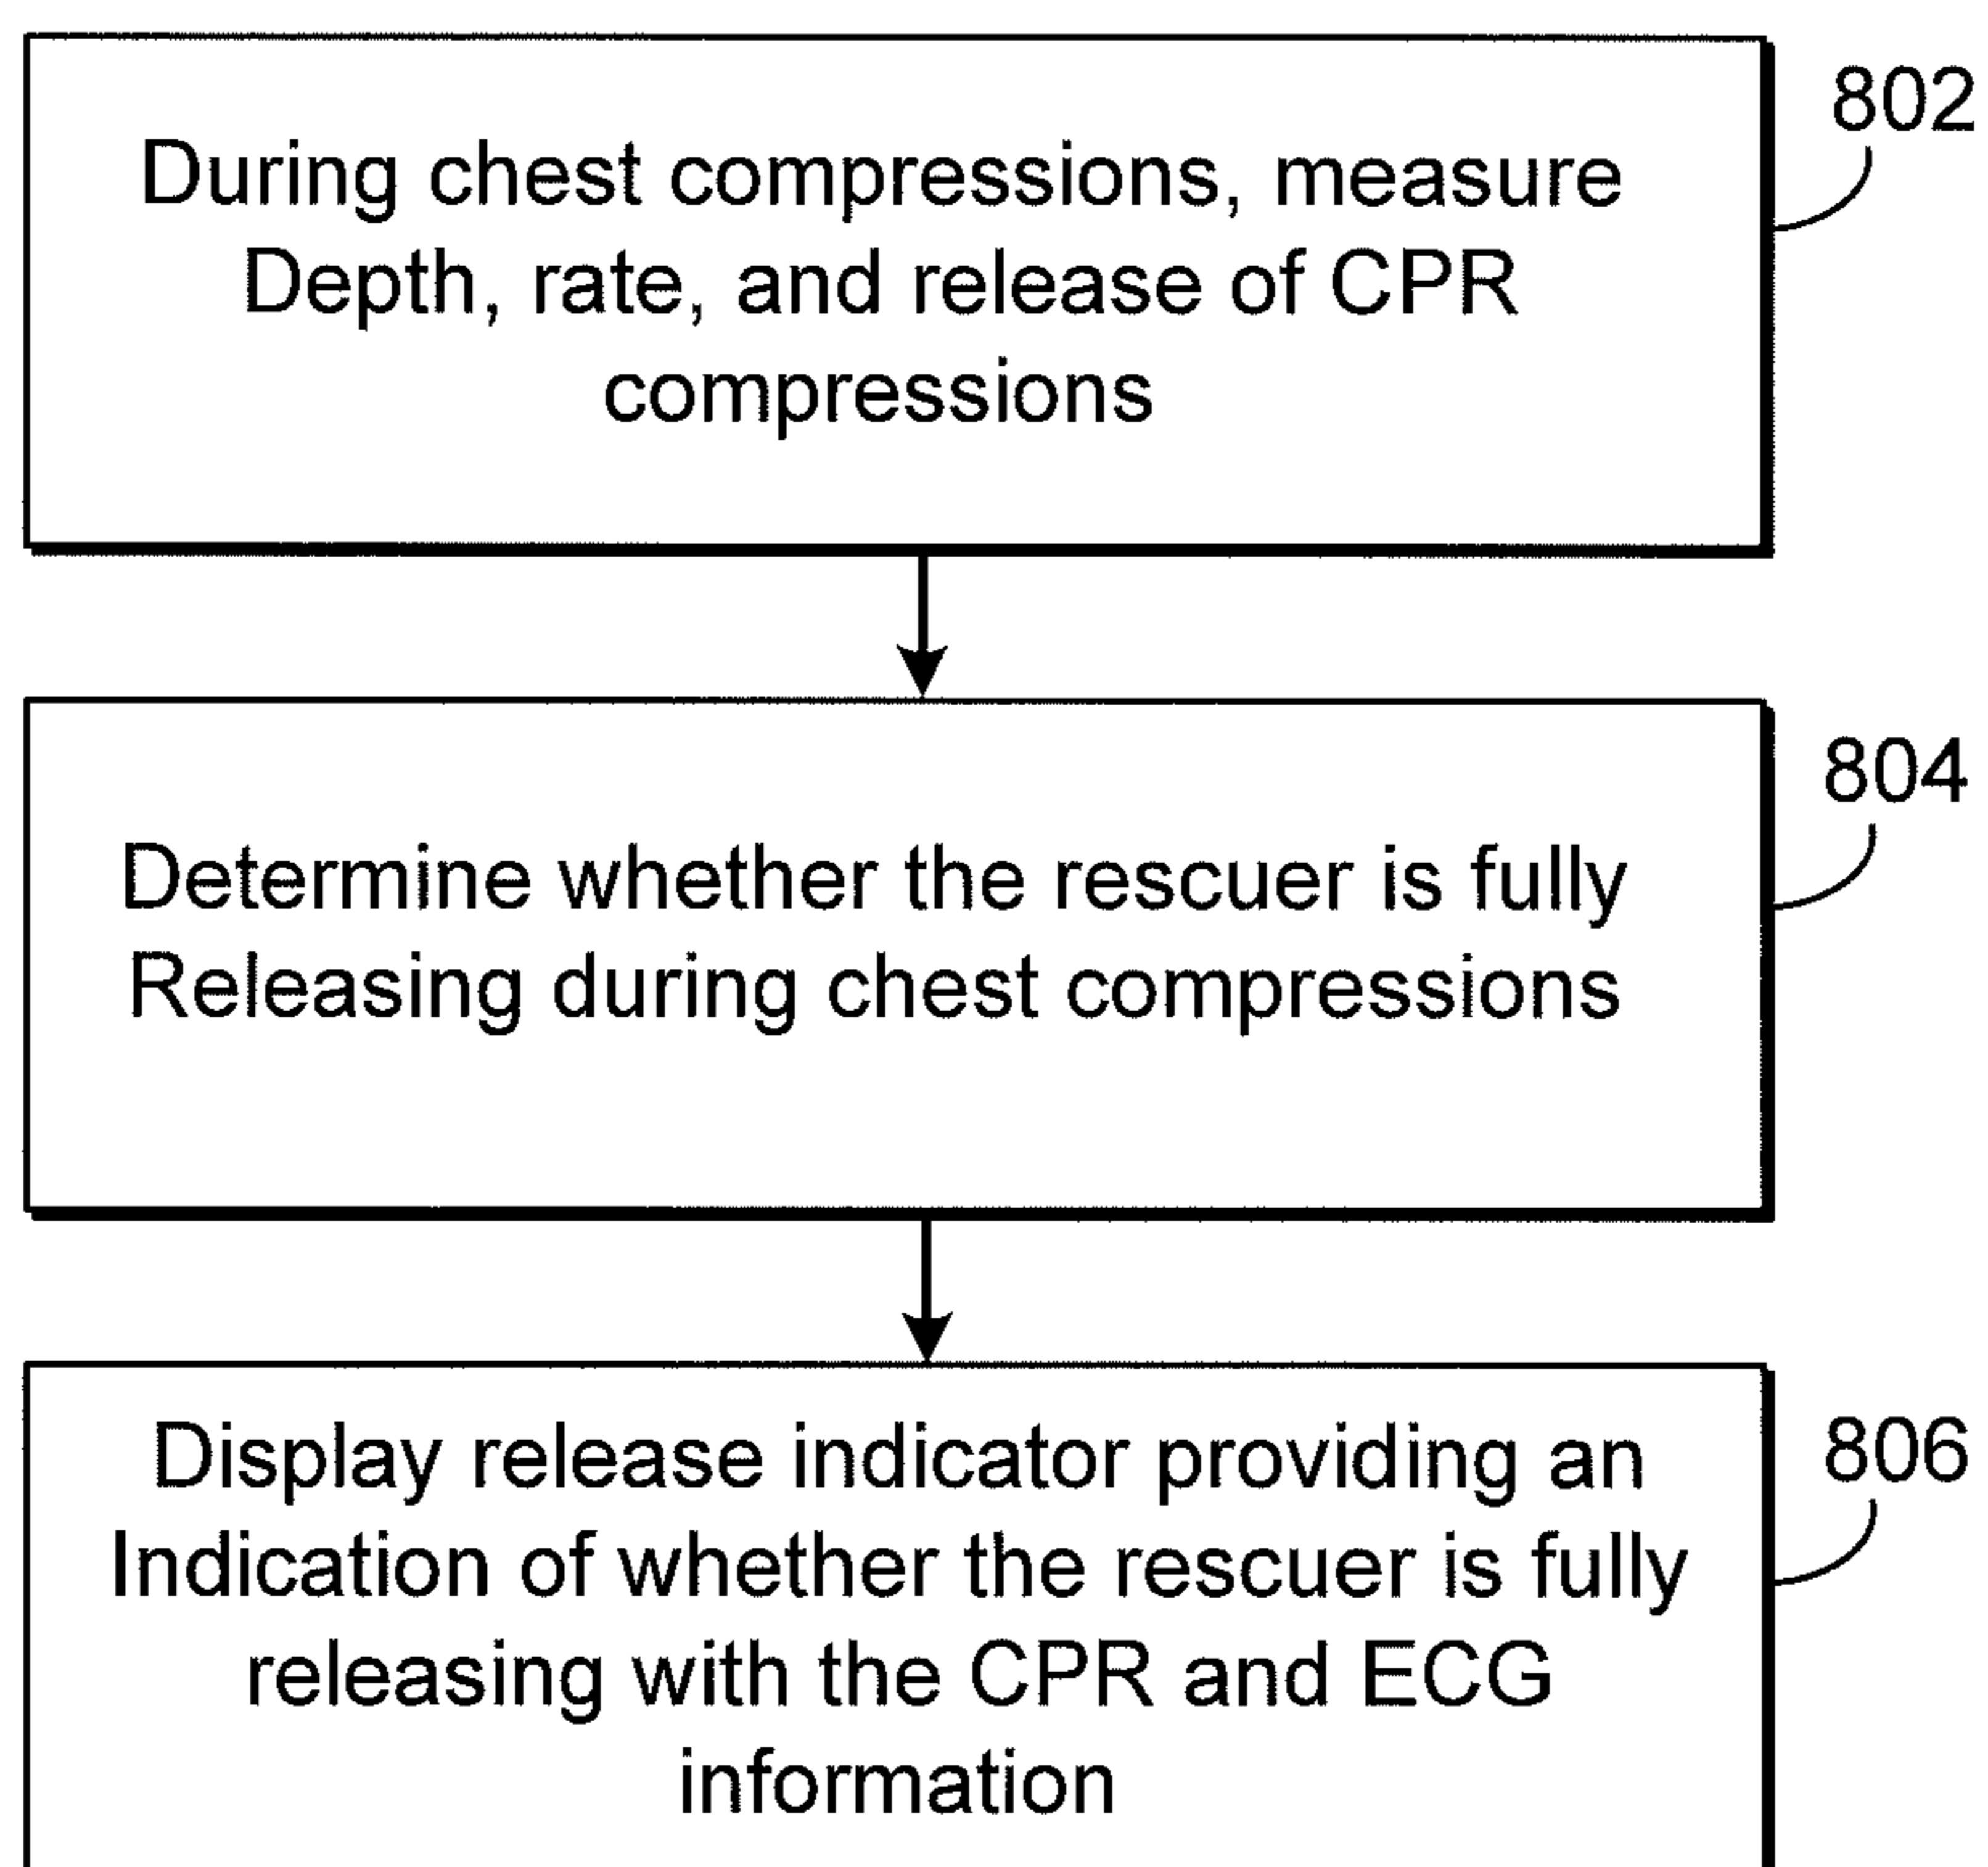 802
During chest compressions, measure
Depth, rate, and release of CPR
compressions
804
Determine whether the rescuer is fully
Releasing during chest compressions
806
Display release indicator providing an
Indication of whether the rescuer is fully
releasing with the CPR and ECG
information